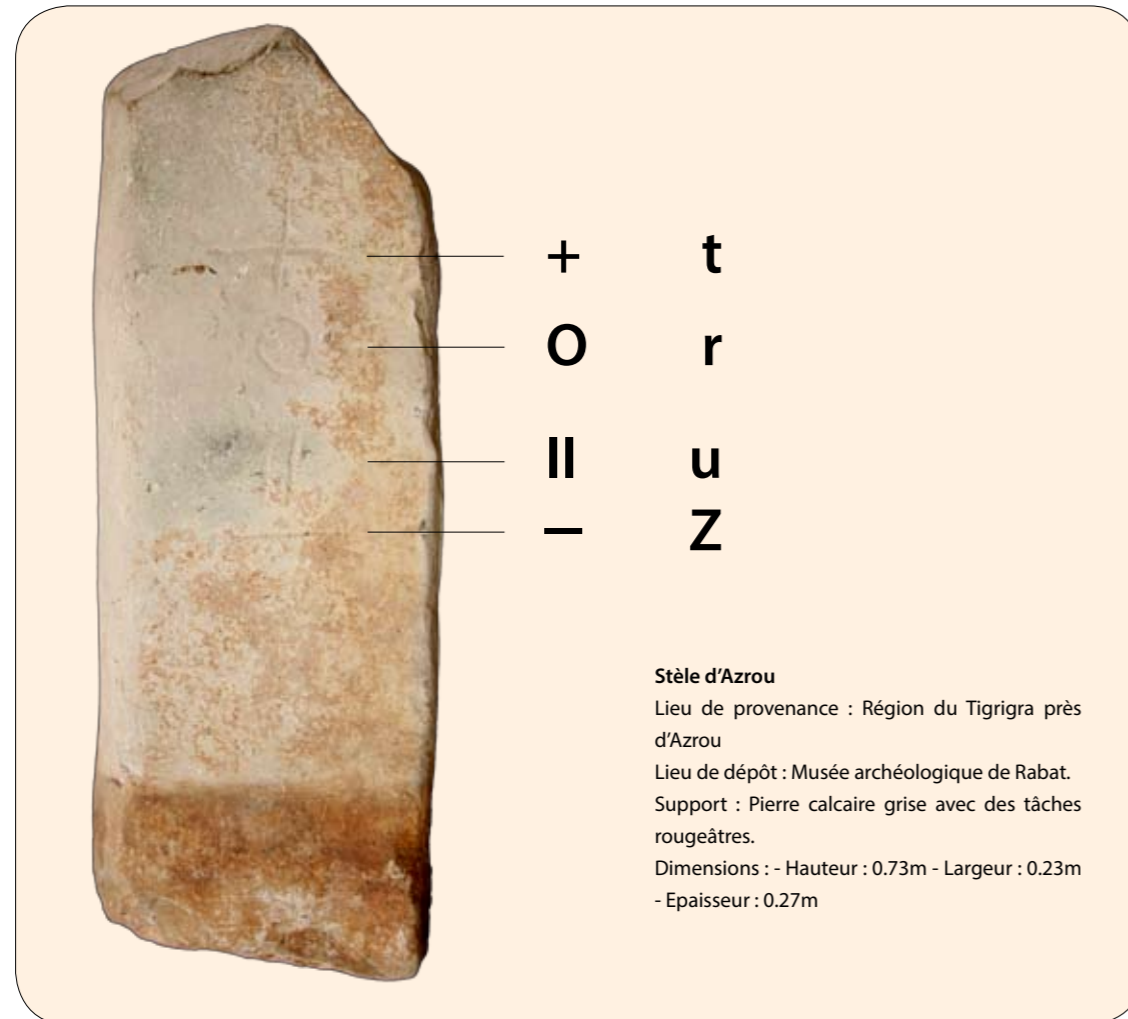 + t
O r
II u
— Z
Stèle d’Azrou
Lieu de provenance : Région du Tigrigra près
d’Azrou
Lieu de dépôt : Musée archéologique de Rabat.
Support : Pierre calcaire grise avec des tâches
rougeâtres.
Dimensions : - Hauteur : 0.73m - Largeur : 0.23m
- Epaisseur : 0.27m